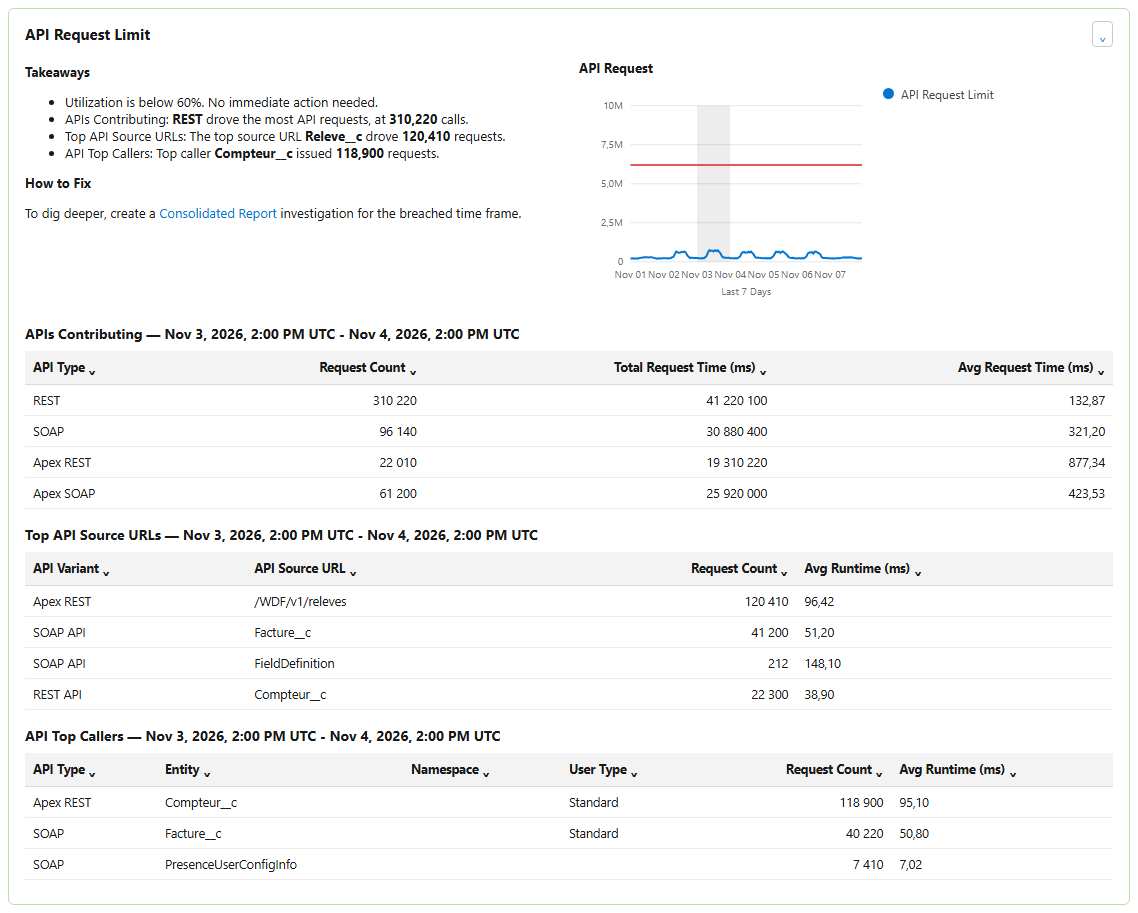 API Request Limit
Takeaways
Utilization is below 60%. No immediate action needed.
APIs Contributing: REST drove the most API requests, at 310,220 calls.
Top API Source URLs: The top source URL Releve__c drove 120,410 requests.
API Top Callers: Top caller Compteur__c issued 118,900 requests.
How to Fix
To dig deeper, create a Consolidated Report investigation for the breached time frame.
API Request
API Request Limit
10M
7,5M
5,0M
2,5M
0
Nov 01 Nov 02 Nov 03 Nov 04 Nov 05 Nov 06 Nov 07
Last 7 Days
APIs Contributing — Nov 3, 2026, 2:00 PM UTC - Nov 4, 2026, 2:00 PM UTC
API Type Request Count Total Request Time (ms) Avg Request Time (ms)
REST 310 220 41 220 100 132,87
SOAP 96 140 30 880 400 321,20
Apex REST 22 010 19 310 220 877,34
Apex SOAP 61 200 25 920 000 423,53
Top API Source URLs — Nov 3, 2026, 2:00 PM UTC - Nov 4, 2026, 2:00 PM UTC
API Variant API Source URL Request Count Avg Runtime (ms)
Apex REST /WDF/v1/releves 120 410 96,42
SOAP API Facture__c 41 200 51,20
SOAP API FieldDefinition 212 148,10
REST API Compteur__c 22 300 38,90
API Top Callers — Nov 3, 2026, 2:00 PM UTC - Nov 4, 2026, 2:00 PM UTC
API Type Entity Namespace User Type Request Count Avg Runtime (ms)
Apex REST Compteur__c Standard 118 900 95,10
SOAP Facture__c Standard 40 220 50,80
SOAP PresenceUserConfigInfo 7 410 7,02